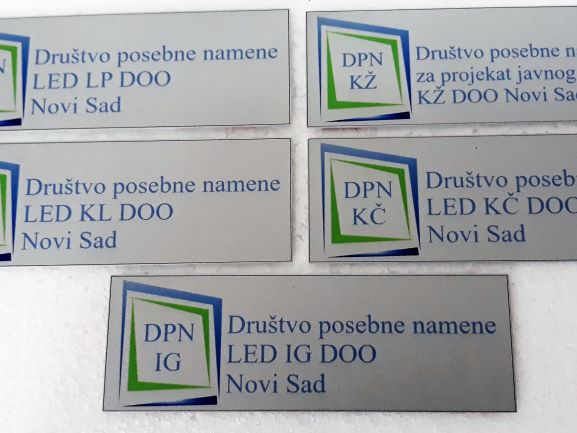 Društvo posebne namene
LED LP DOO
Novi Sad
DPN
KŽ
Društvo posebne
za projekat javnog
KŽ DOO Novi Sad
Društvo posebne namene
LED KL DOO
Novi Sad
DPN
KČ
Društvo
LED KČ DOO
Novi Sad
DPN
IG
Društvo posebne namene
LED IG DOO
Novi Sad